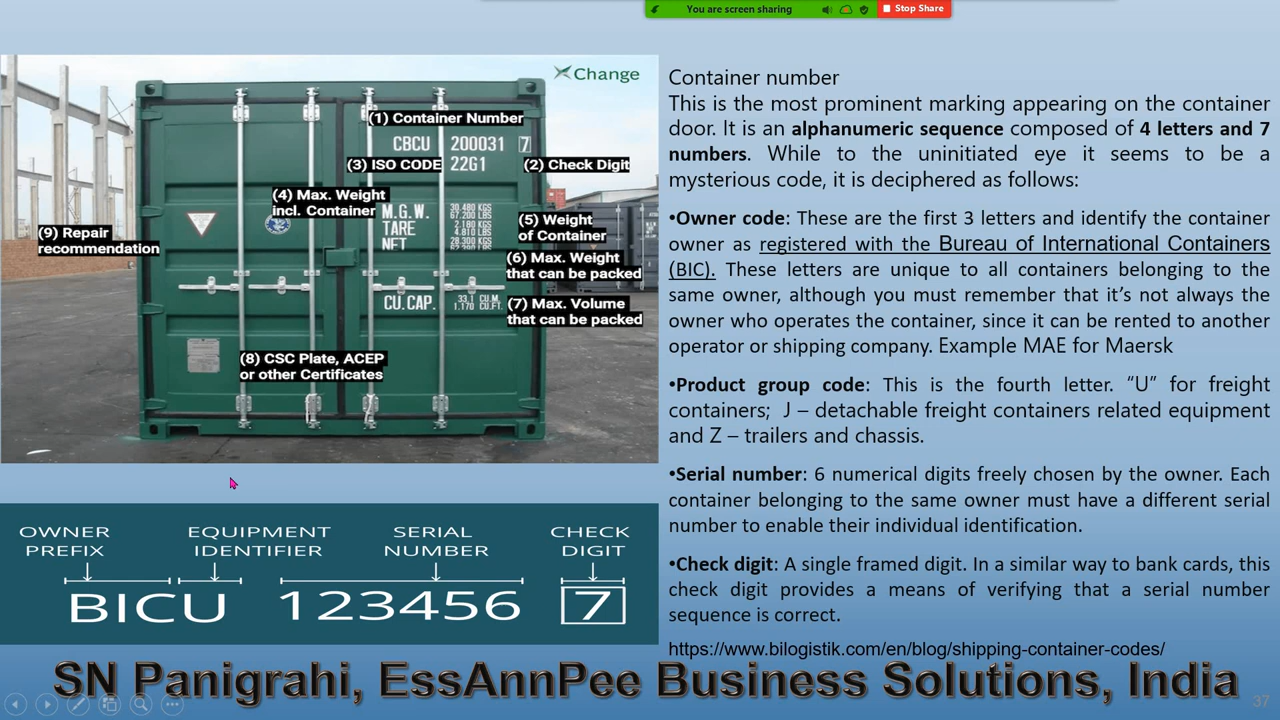 You are screen sharing
Stop Share
Change
(1) Container Number
CBCU 200031 7
(3) ISO CODE 22G1
(2) Check Digit
(4) Max. Weight
incl. Container
M.G.W.
TARE
NET
30.480 KGS
67.200 LBS
2.180 KGS
28.300 KGS
(5) Weight
of Container
(9) Repair
recommendation
(6) Max. Weight
that can be packed
CU.CAP.
33.1 CU.M.
1.170 CU.FT.
(7) Max. Volume
that can be packed
(8) CSC Plate, ACEP
or other Certificates
OWNER
PREFIX
EQUIPMENT
IDENTIFIER
SERIAL
NUMBER
CHECK
DIGIT
BICU 123456 7
Container number
This is the most prominent marking appearing on the container
door. It is an alphanumeric sequence composed of 4 letters and 7
numbers. While to the uninitiated eye it seems to be a
mysterious code, it is deciphered as follows:
•Owner code: These are the first 3 letters and identify the container
owner as registered with the Bureau of International Containers
(BIC). These letters are unique to all containers belonging to the
same owner, although you must remember that it’s not always the
owner who operates the container, since it can be rented to another
operator or shipping company. Example MAE for Maersk
•Product group code: This is the fourth letter. “U” for freight
containers; J – detachable freight containers related equipment
and Z – trailers and chassis.
•Serial number: 6 numerical digits freely chosen by the owner. Each
container belonging to the same owner must have a different serial
number to enable their individual identification.
•Check digit: A single framed digit. In a similar way to bank cards, this
check digit provides a means of verifying that a serial number
sequence is correct.
https://www.bilogistik.com/en/blog/shipping-container-codes/
SN Panigrahi, EssAnnPee Business Solutions, India
37